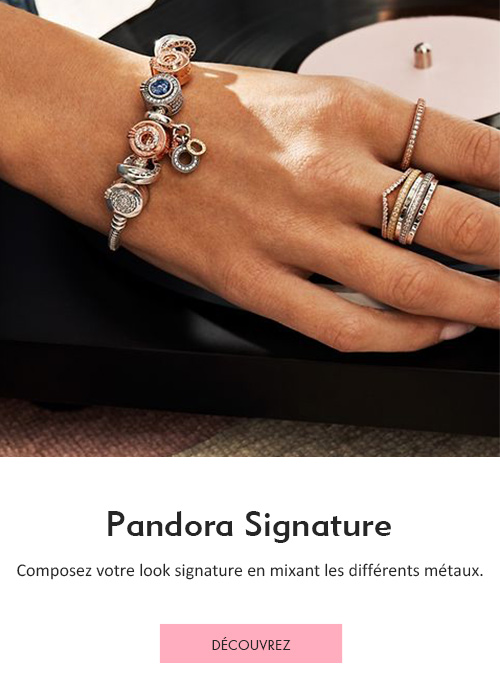 Pandora Signature
Composez votre look signature en mixant les différents métaux.
DÉCOUVREZ